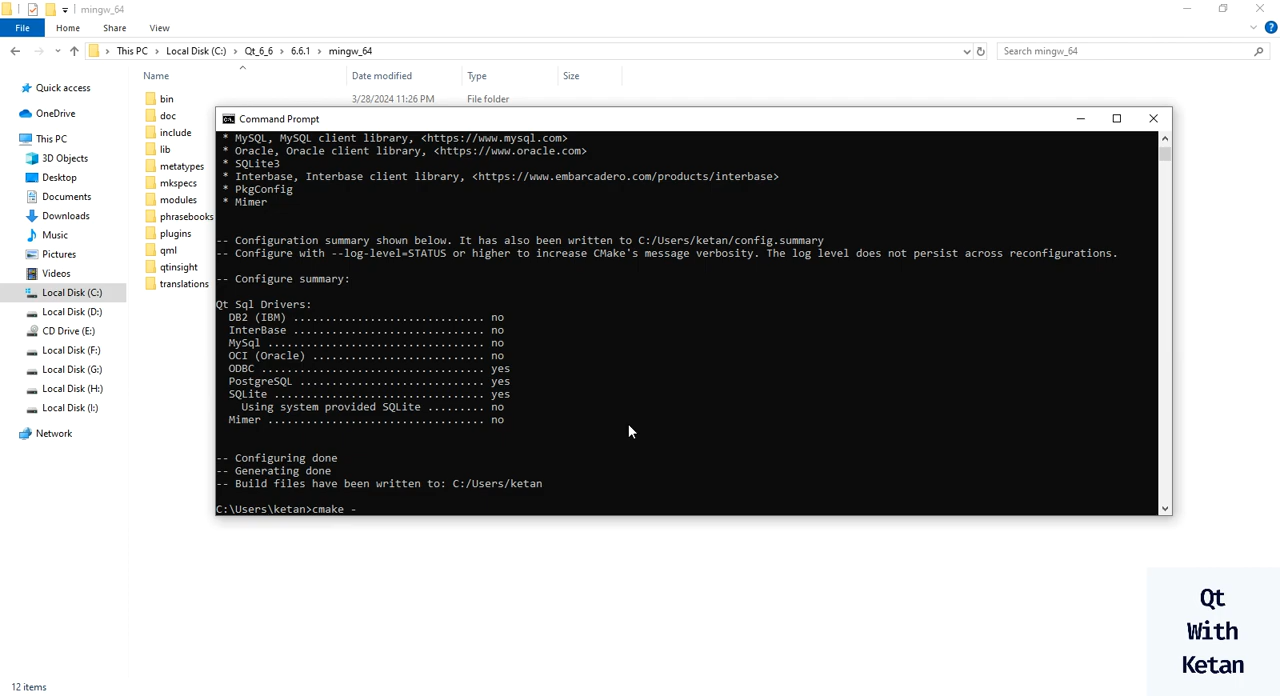 mingw_64
File
Home
Share
View
This PC
Local Disk (C:)
Qt_6_6
6.6.1
mingw_64
Search mingw_64
Name
Date modified
Type
Size
Quick access
OneDrive
This PC
3D Objects
Desktop
Documents
Downloads
Music
Pictures
Videos
Local Disk (C:)
Local Disk (D:)
CD Drive (E:)
Local Disk (F:)
Local Disk (G:)
Local Disk (H:)
Local Disk (I:)
Network
bin
3/28/2024 11:26 PM
File folder
doc
include
lib
metatypes
mkspecs
modules
phrasebooks
plugins
qml
qtinsight
translations
Command Prompt
* MySQL, MySQL client library, <https://www.mysql.com>
* Oracle, Oracle client library, <https://www.oracle.com>
* SQLite3
* Interbase, Interbase client library, <https://www.embarcadero.com/products/interbase>
* PkgConfig
* Mimer
-- Configuration summary shown below. It has also been written to C:/Users/ketan/config.summary
-- Configure with --log-level=STATUS or higher to increase CMake's message verbosity. The log level does not persist across reconfigurations.
-- Configure summary:
Qt Sql Drivers:
DB2 (IBM) .............................. no
InterBase .............................. no
MySql .................................. no
OCI (Oracle) ........................... no
ODBC ................................... yes
PostgreSQL ............................. yes
SQLite ................................. yes
Using system provided SQLite ......... no
Mimer .................................. no
-- Configuring done
-- Generating done
-- Build files have been written to: C:/Users/ketan
C:\Users\ketan>cmake -
Qt
With
Ketan
12 items